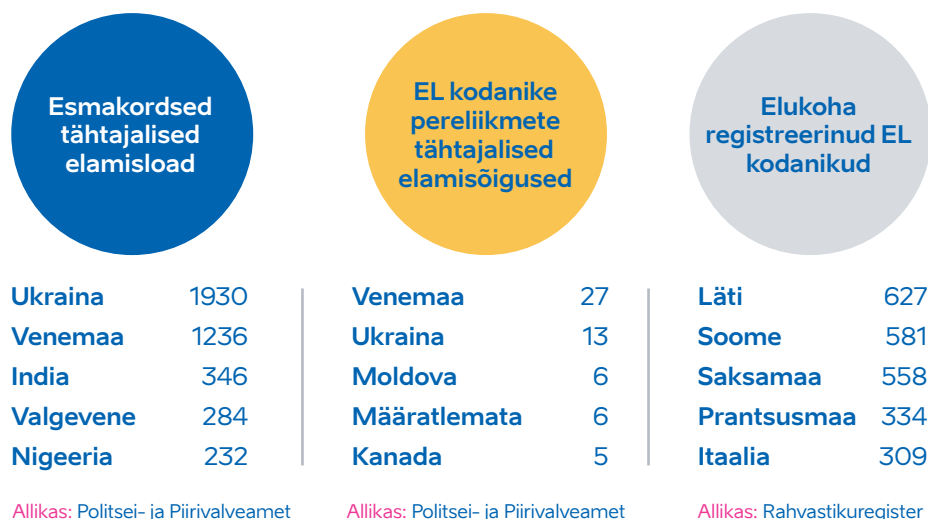 Esmakordsed
tähtajalised
elamisload
EL kodanike
pereliikmete
tähtajalised
elamisõigused
Elukoha
registreerinud EL
kodanikud
Ukraina 1930
Venemaa 1236
India 346
Valgevene 284
Nigeeria 232
Allikas: Politsei- ja Piirivalveamet
Venemaa 27
Ukraina 13
Moldova 6
Määratlemata 6
Kanada 5
Allikas: Politsei- ja Piirivalveamet
Läti 627
Soome 581
Saksamaa 558
Prantsusmaa 334
Itaalia 309
Allikas: Rahvastikuregister